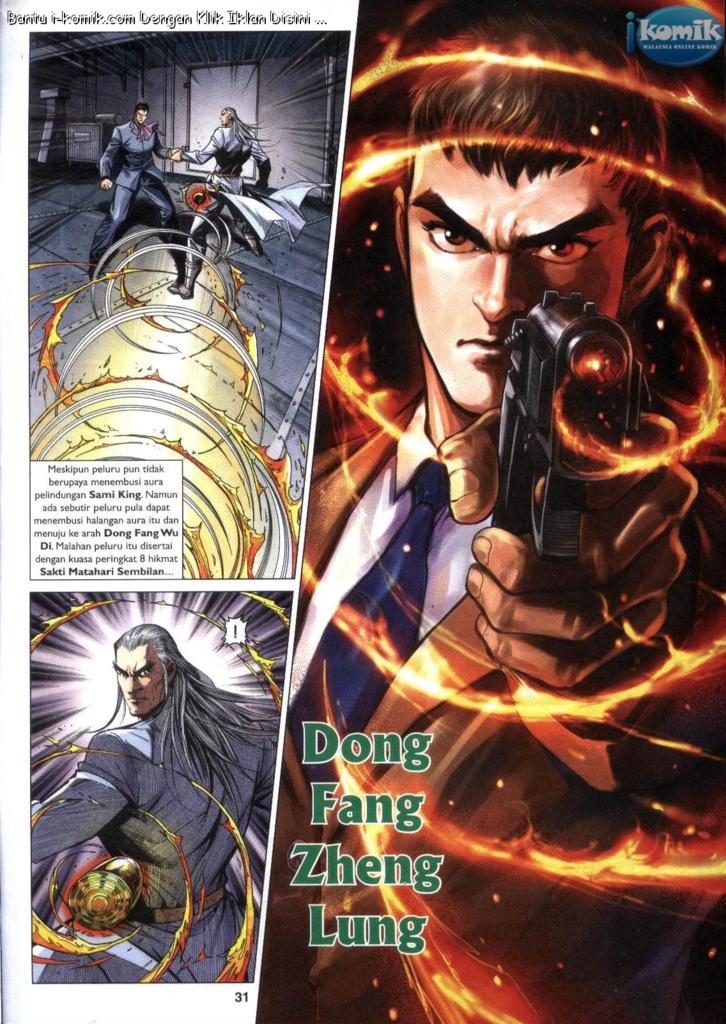 Bantu i-komik.com Dengan Klik Iklan Disini ...
ikomik
MALAYSIA ONLINE KOMIK
Meskipun peluru pun tidak
berupaya menembusi aura
pelindungan Sami King. Namun
ada sebutir peluru pula dapat
menembusi halangan aura itu dan
menuju ke arah Dong Fang Wu
Di. Malahan peluru itu disertai
dengan kuasa peringkat 8 hikmat
Sakti Matahari Sembilan....
!
Dong
Fang
Zheng
Lung
31